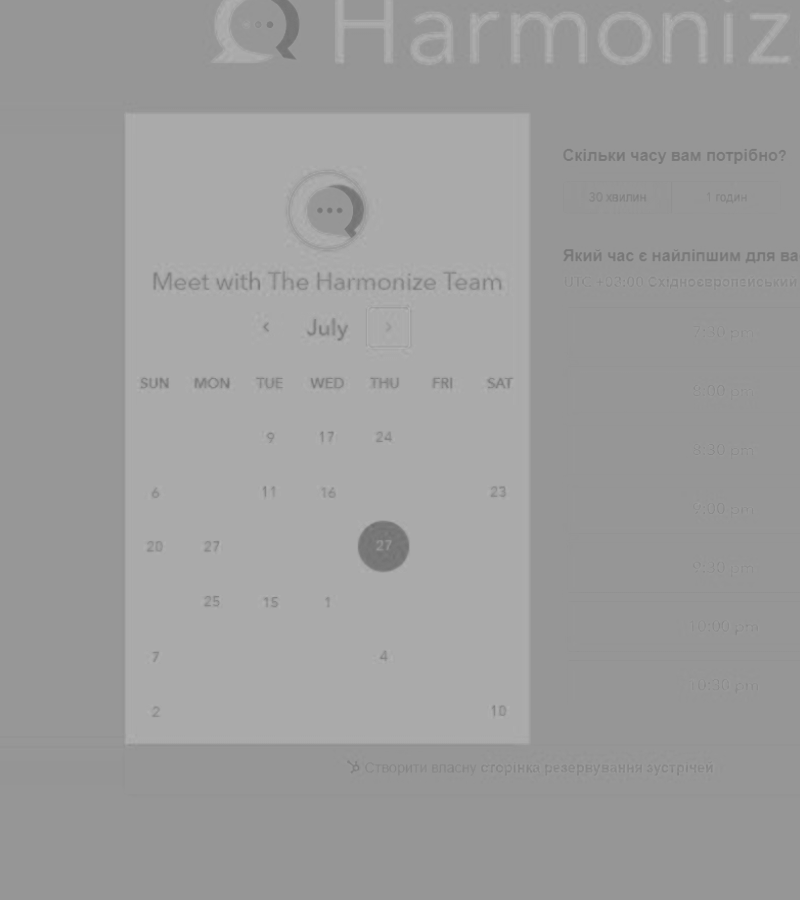 Harmoniz
Скільки часу вам потрібно?
30 хвилин 1 годин
Meet with The Harmonize Team
Який час є найліпшим для ва
UTC +03:00 Східноєвропейський
July
7:30 pm
SUN MON TUE WED THU FRI SAT
8:00 pm
9 17 24
8:30 pm
6 11 16 23
9:00 pm
20 27 27
9:30 pm
25 15 1
10:00 pm
7 4
10:30 pm
2 10
Створити власну сторінка резервування зустрічей